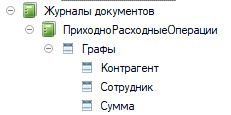 Журналы документов
ПриходноРасходныеОперации
Графы
Контрагент
Сотрудник
Сумма